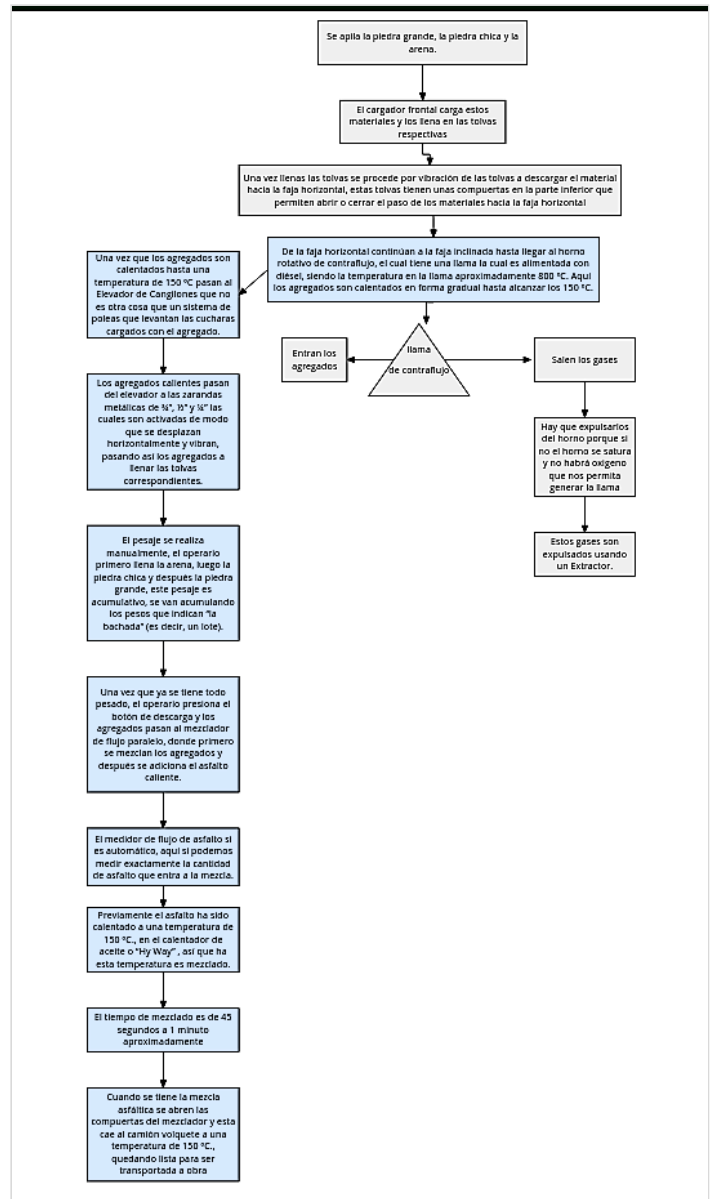 Se apila la piedra grande, la piedra chica y la
arena.
El cargador frontal carga estos
materiales y los llena en las tolvas
respectivas
Una vez llenas las tolvas se procede por vibración de las tolvas a descargar el material
hacia la faja horizontal, estas tolvas tienen unas compuertas en la parte inferior que
permiten abrir o cerrar el paso de los materiales hacia la faja horizontal
De la faja horizontal continúan a la faja inclinada hasta llegar al horno
rotativo de contraflujo, el cual tiene una llama la cual es alimentada con
diésel, siendo la temperatura en la llama aproximadamente 800 ºC. Aquí
los agregados son calentados en forma gradual hasta alcanzar los 150 ºC.
llama
de contraflujo
Entran los
agregados
Salen los gases
Hay que expulsarlos
del horno porque si
no el horno se satura
y no habrá oxígeno
que nos permita
generar la llama
Estos gases son
expulsados usando
un Extractor.
Una vez que los agregados son
calentados hasta una
temperatura de 150 ºC pasan al
Elevador de Cangilones que no
es otra cosa que un sistema de
poleas que levantan las cucharas
cargados con el agregado.
Los agregados calientes pasan
del elevador a las zarandas
metálicas de ¾", ½" y ¼" las
cuales son activadas de modo
que se desplazan
horizontalmente y vibran,
pasando así los agregados a
llenar las tolvas
correspondientes.
El pesaje se realiza
manualmente, el operario
primero llena la arena, luego la
piedra chica y después la piedra
grande, este pesaje es
acumulativo, se van acumulando
los pesos que indican "la
bachada" (es decir, un lote).
Una vez que ya se tiene todo
pesado, el operario presiona el
botón de descarga y los
agregados pasan al mezclador
de flujo paralelo, donde primero
se mezclan los agregados y
después se adiciona el asfalto
caliente.
El medidor de flujo de asfalto si
es automático, aquí si podemos
medir exactamente la cantidad
de asfalto que entra a la mezcla.
Previamente el asfalto ha sido
calentado a una temperatura de
150 ºC., en el calentador de
aceite o "Hy Way" , así que ha
esta temperatura es mezclado.
El tiempo de mezclado es de 45
segundos a 1 minuto
aproximadamente
Cuando se tiene la mezcla
asfáltica se abren las
compuertas del mezclador y esta
cae al camión volquete a una
temperatura de 150 ºC.,
quedando lista para ser
transportada a obra